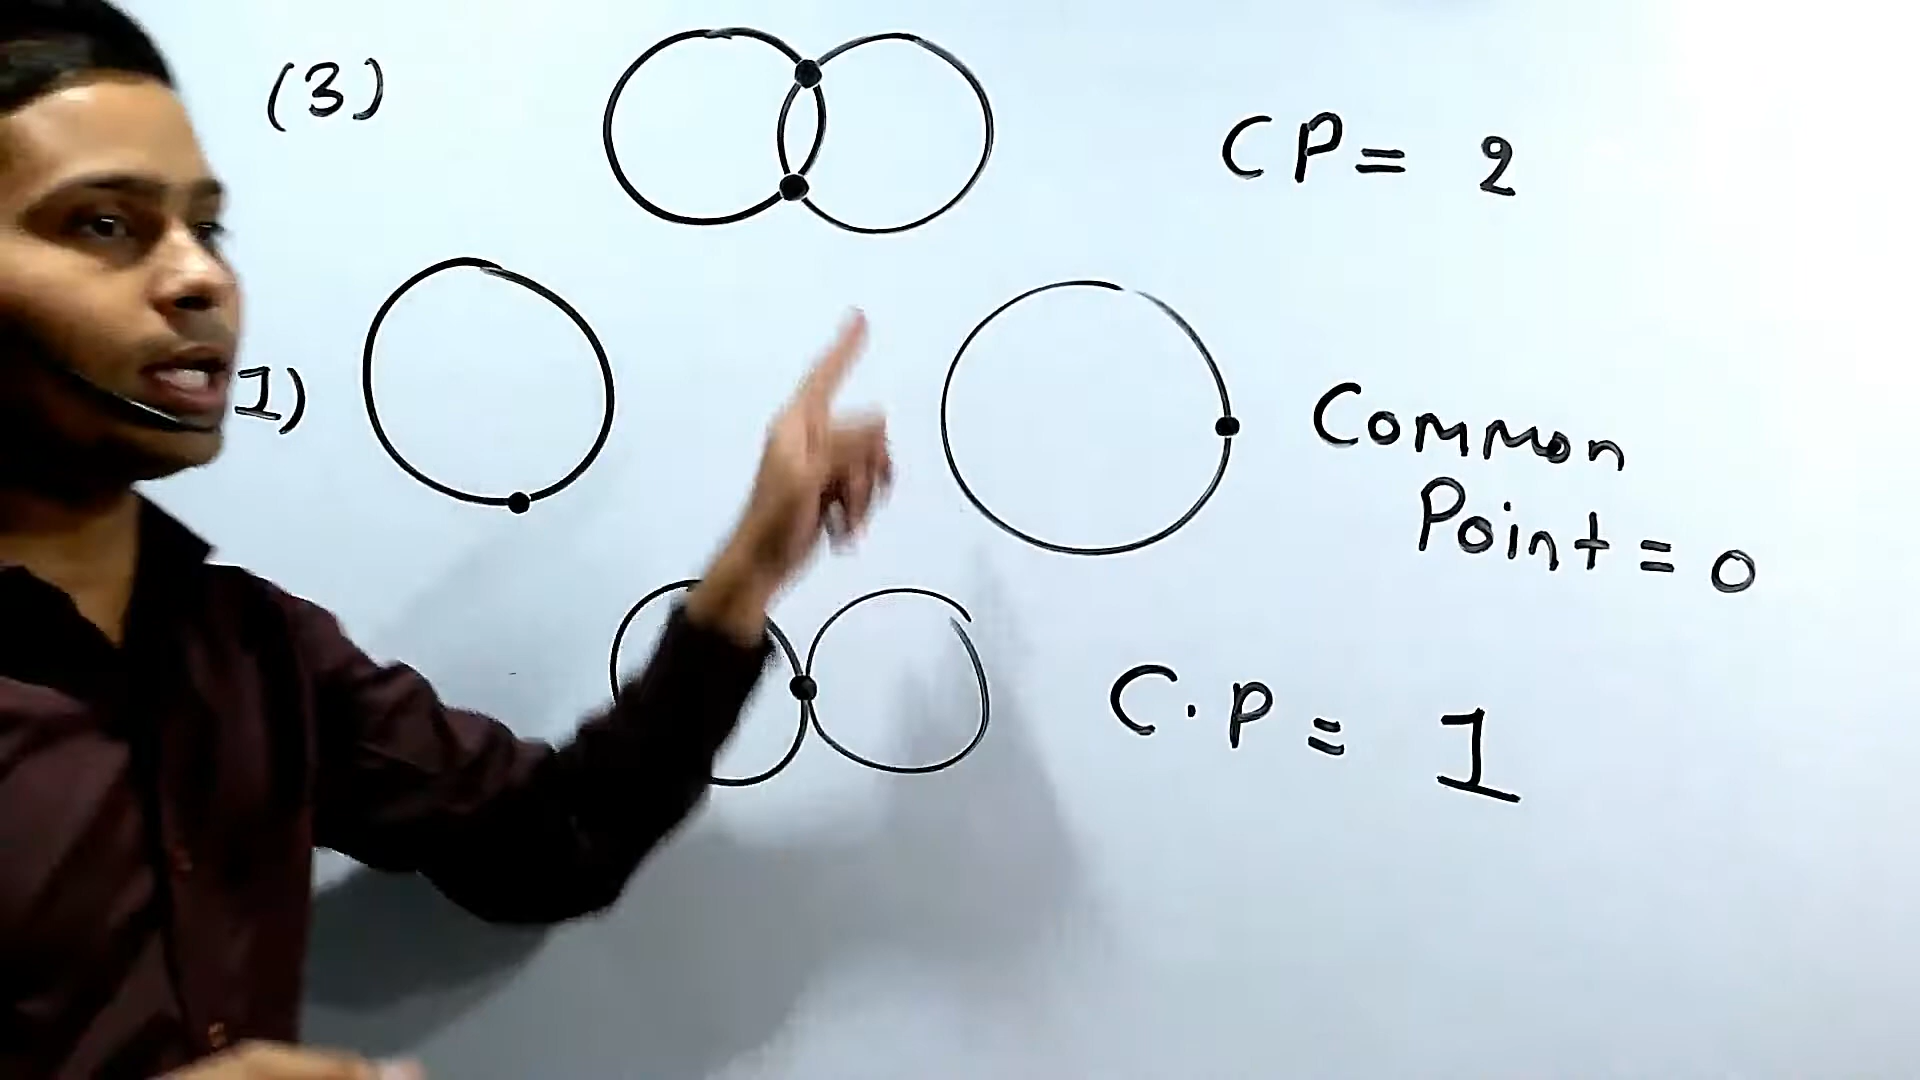 (3)
CP = 2
1)
Common
Point = 0
C.P = 1